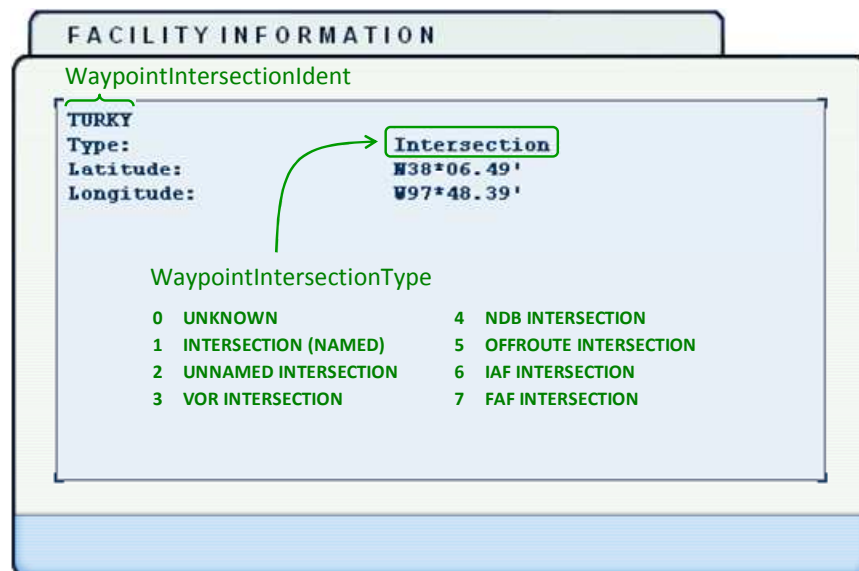 FACILITY INFORMATION
WaypointIntersectionIdent
TURKY
Type: Intersection
Latitude: N38*06.49'
Longitude: W97*48.39'
WaypointIntersectionType
0 UNKNOWN 4 NDB INTERSECTION
1 INTERSECTION (NAMED) 5 OFFROUTE INTERSECTION
2 UNNAMED INTERSECTION 6 IAF INTERSECTION
3 VOR INTERSECTION 7 FAF INTERSECTION